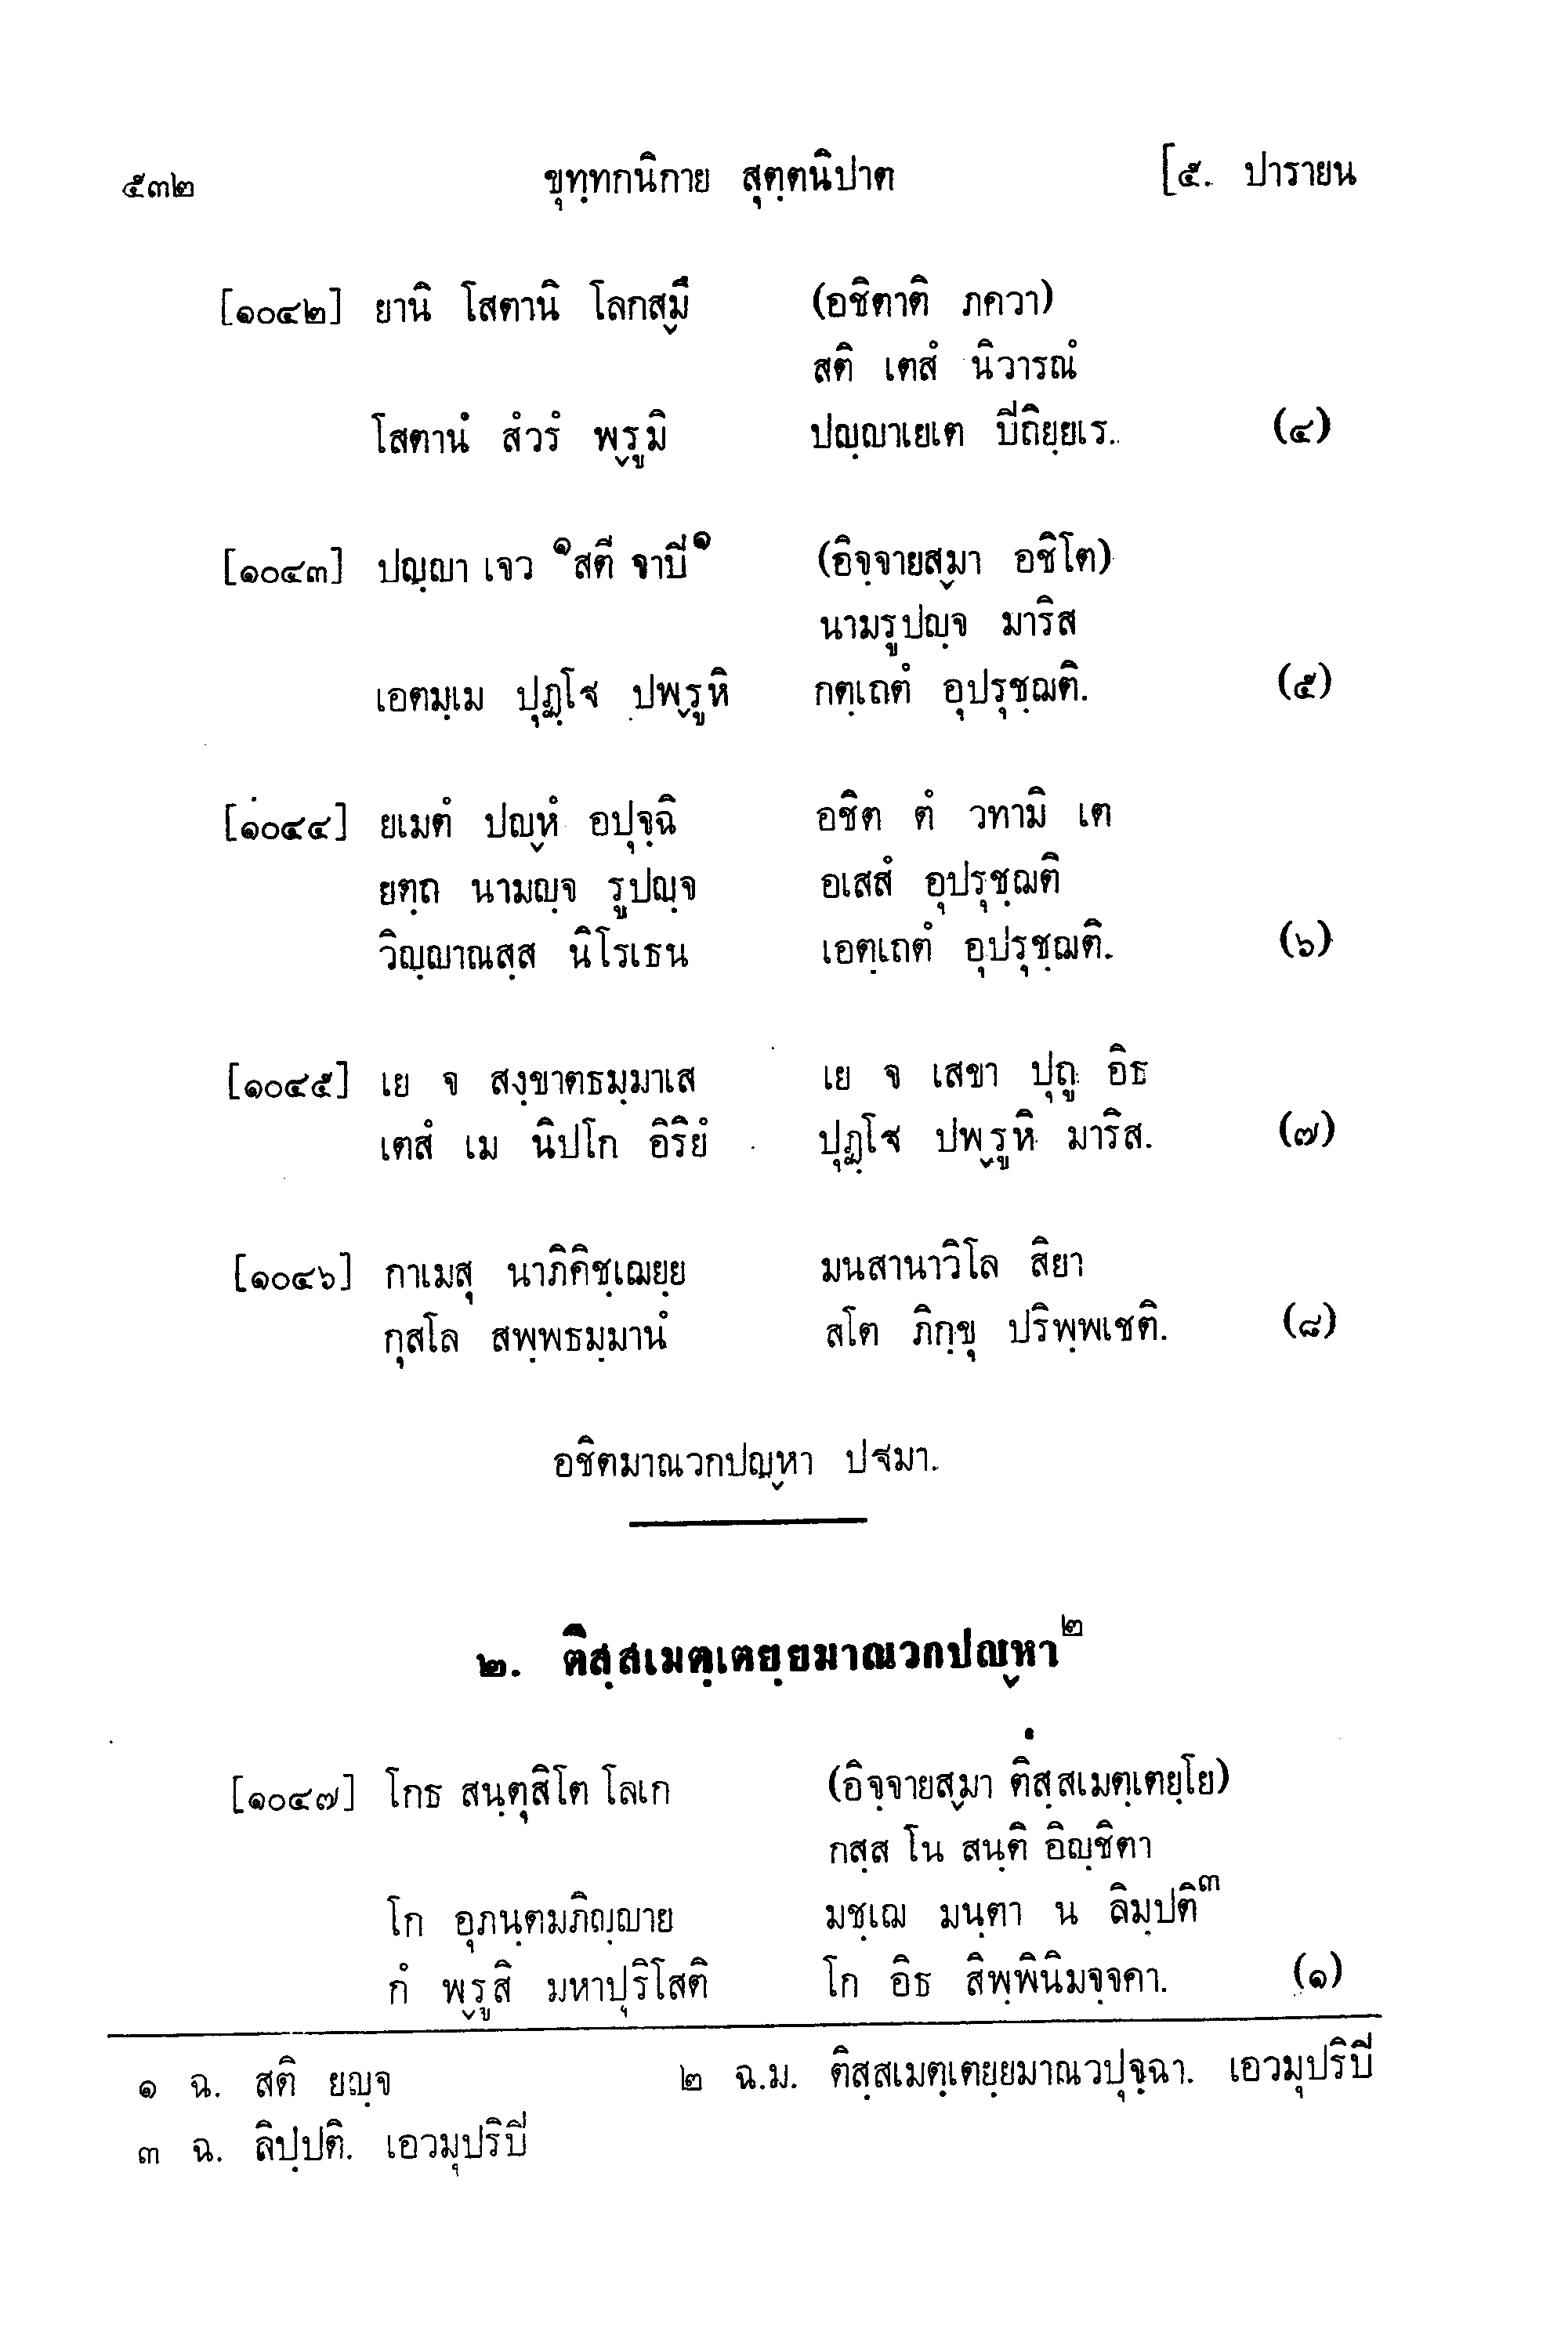 ๕๓๒ ขุทฺทกนิกาย สุตฺตนิปาต [๕. ปารายน
[๑๐๔๒] ยานิ โสตานิ โลกสฺมึ (อชิตาติ ภควา)
สติ เตสํ นิวารณํ
โสตานํ สํวรํ พฺรูมิ ปญฺญาเยเต ปีถิยฺยเร. (๔)
[๑๐๔๓] ปญฺญา เจว ๑สตี จาปี๑ (อิจฺจายสฺมา อชิโต)
นามรูปญฺจ มาริส
เอตมฺเม ปุฏฺโฐ ปพฺรูหิ กตฺเถตํ อุปรุชฺฌติ. (๕)
[๑๐๔๔] ยเมตํ ปญฺหํ อปุจฺฉิ อชิต ตํ วทามิ เต
ยตฺถ นามญฺจ รูปญฺจ อเสสํ อุปรุชฺฌติ
วิญฺญาณสฺส นิโรเธน เอตฺเถตํ อุปรุชฺฌติ. (๖)
[๑๐๔๕] เย จ สงฺขาตธมฺมาเส เย จ เสขา ปุถู อิธ
เตสํ เม นิปโก อิริยํ ปุฏฺโฐ ปพฺรูหิ มาริส. (๗)
[๑๐๔๖] กาเมสุ นาภิคิชฺเฌยฺย มนสานาวิโล สิยา
กุสโล สพฺพธมฺมานํ สโต ภิกฺขุ ปริพฺพเชติ. (๘)
อชิตมาณวกปญฺหา ปฐมา.
๒. ติสฺสเมตฺเตยฺยมาณวกปญฺหา๒
[๑๐๔๗] โกธ สนฺตุสิโต โลเก (อิจฺจายสฺมา ติสฺสเมตฺเตยฺโย)
กสฺส โน สนฺติ อิญฺชิตา
โก อุภนฺตมภิญฺญาย มชฺเฌ มนฺตา น ลิมฺปติ๓
กํ พฺรูสิ มหาปุริโสติ โก อิธ สิพฺพินิมจฺจคา. (๑)
๑ ฉ. สติ ยญฺจ ๒ ฉ.ม. ติสฺสเมตฺเตยฺยมาณวปุจฺฉา. เอวมุปริปี
๓ ฉ. ลิปฺปติ. เอวมุปริปี